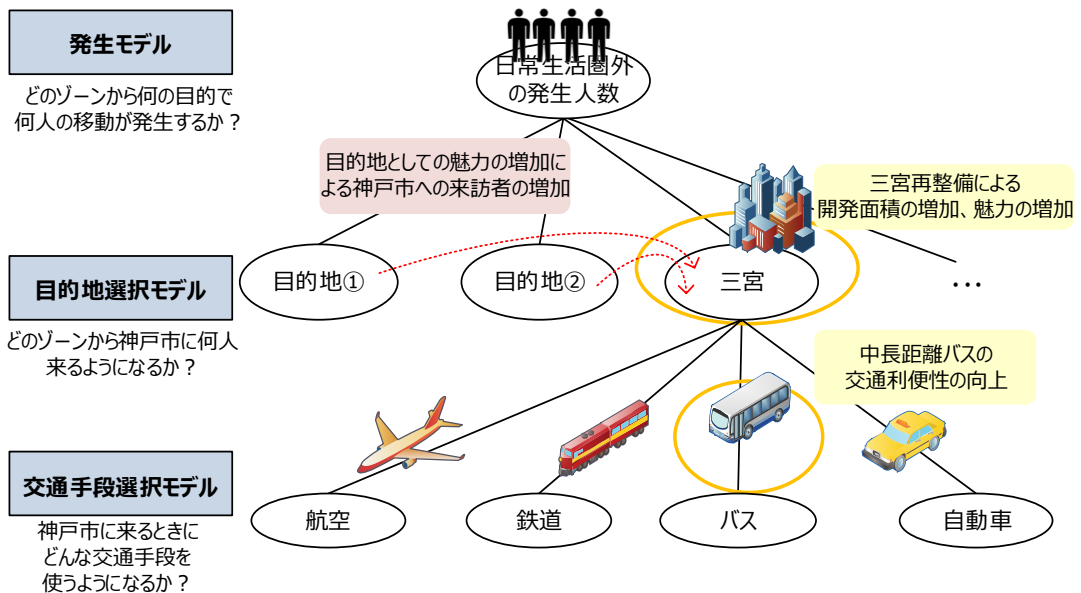 発生モデル
どのゾーンから何の目的で
何人の移動が発生するか？
日常生活圏外
の発生人数
目的地としての魅力の増加に
よる神戸市への来訪者の増加
三宮再整備による
開発面積の増加、魅力の増加
目的地選択モデル
どのゾーンから神戸市に何人
来るようになるか？
目的地①
目的地②
三宮
…
中長距離バスの
交通利便性の向上
交通手段選択モデル
神戸市に来るときに
どんな交通手段を
使うようになるか？
航空
鉄道
バス
自動車